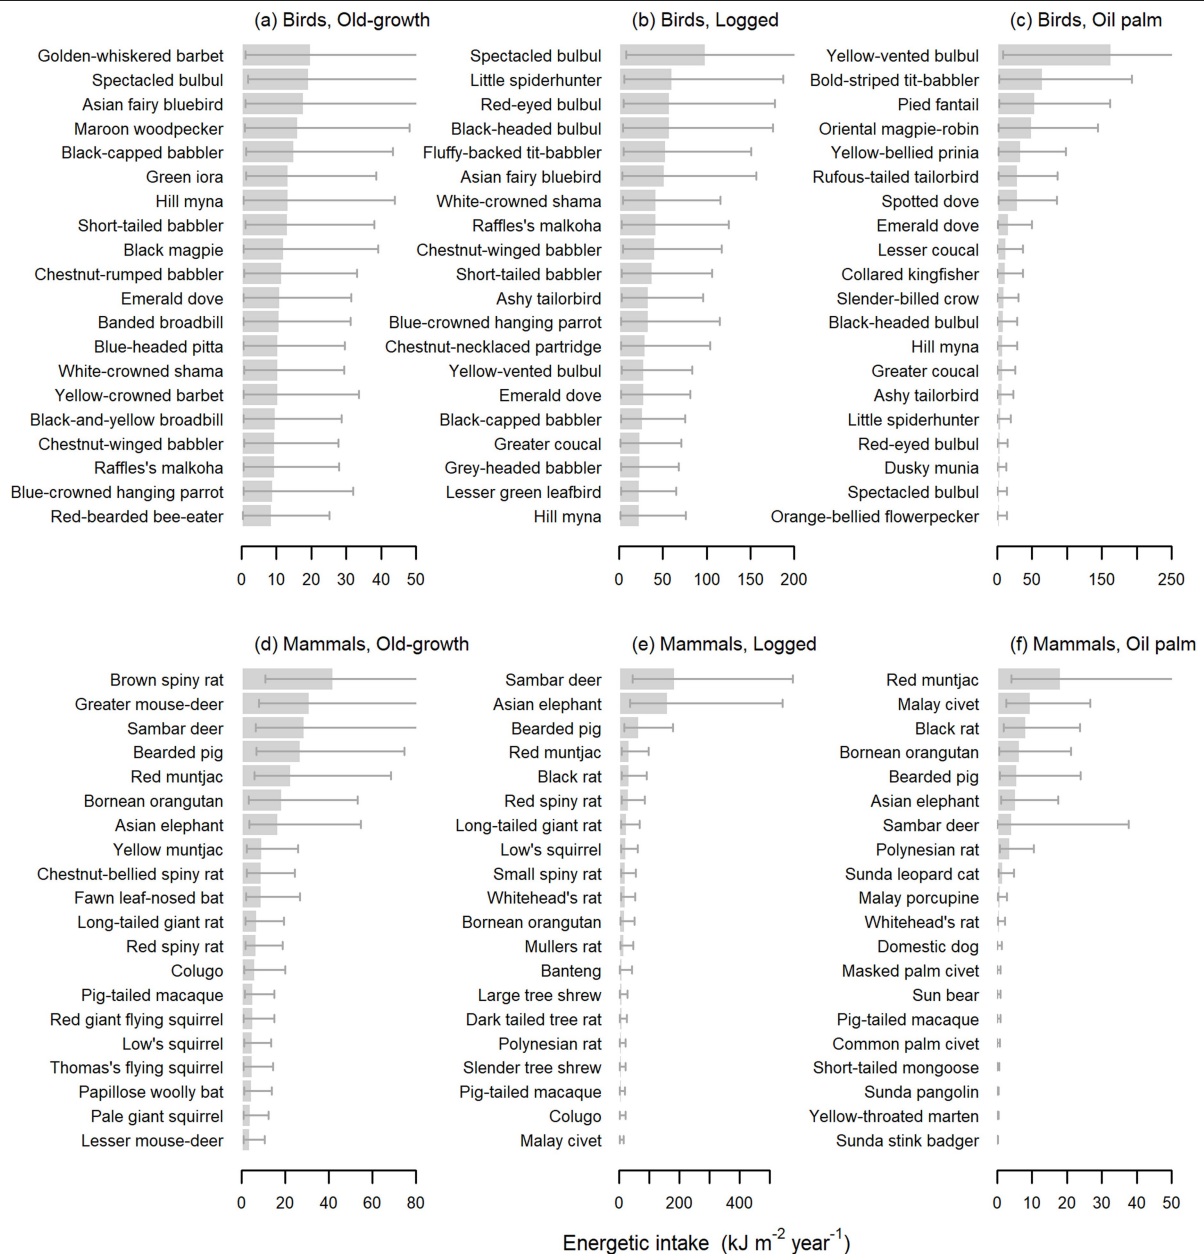 (a) Birds, Old-growth
Golden-whiskered barbet
Spectacled bulbul
Asian fairy bluebird
Maroon woodpecker
Black-capped babbler
Green iora
Hill myna
Short-tailed babbler
Black magpie
Chestnut-rumped babbler
Emerald dove
Banded broadbill
Blue-headed pitta
White-crowned shama
Yellow-crowned barbet
Black-and-yellow broadbill
Chestnut-winged babbler
Raffles's malkoha
Blue-crowned hanging parrot
Red-bearded bee-eater
0 10 20 30 40 50
(b) Birds, Logged
Spectacled bulbul
Little spiderhunter
Red-eyed bulbul
Black-headed bulbul
Fluffy-backed tit-babbler
Asian fairy bluebird
White-crowned shama
Raffles's malkoha
Chestnut-winged babbler
Short-tailed babbler
Ashy tailorbird
Blue-crowned hanging parrot
Chestnut-necklaced partridge
Yellow-vented bulbul
Emerald dove
Black-capped babbler
Greater coucal
Grey-headed babbler
Lesser green leafbird
Hill myna
0 50 100 150 200
(c) Birds, Oil palm
Yellow-vented bulbul
Bold-striped tit-babbler
Pied fantail
Oriental magpie-robin
Yellow-bellied prinia
Rufous-tailed tailorbird
Spotted dove
Emerald dove
Lesser coucal
Collared kingfisher
Slender-billed crow
Black-headed bulbul
Hill myna
Greater coucal
Ashy tailorbird
Little spiderhunter
Red-eyed bulbul
Dusky munia
Spectacled bulbul
Orange-bellied flowerpecker
0 50 150 250
(d) Mammals, Old-growth
Brown spiny rat
Greater mouse-deer
Sambar deer
Bearded pig
Red muntjac
Bornean orangutan
Asian elephant
Yellow muntjac
Chestnut-bellied spiny rat
Fawn leaf-nosed bat
Long-tailed giant rat
Red spiny rat
Colugo
Pig-tailed macaque
Red giant flying squirrel
Low's squirrel
Thomas's flying squirrel
Papillose woolly bat
Pale giant squirrel
Lesser mouse-deer
0 20 40 60 80
(e) Mammals, Logged
Sambar deer
Asian elephant
Bearded pig
Red muntjac
Black rat
Red spiny rat
Long-tailed giant rat
Low's squirrel
Small spiny rat
Whitehead's rat
Bornean orangutan
Mullers rat
Banteng
Large tree shrew
Dark tailed tree rat
Polynesian rat
Slender tree shrew
Pig-tailed macaque
Colugo
Malay civet
0 200 400
(f) Mammals, Oil palm
Red muntjac
Malay civet
Black rat
Bornean orangutan
Bearded pig
Asian elephant
Sambar deer
Polynesian rat
Sunda leopard cat
Malay porcupine
Whitehead's rat
Domestic dog
Masked palm civet
Sun bear
Pig-tailed macaque
Common palm civet
Short-tailed mongoose
Sunda pangolin
Yellow-throated marten
Sunda stink badger
0 10 20 30 40 50
Energetic intake (kJ m⁻² year⁻¹)